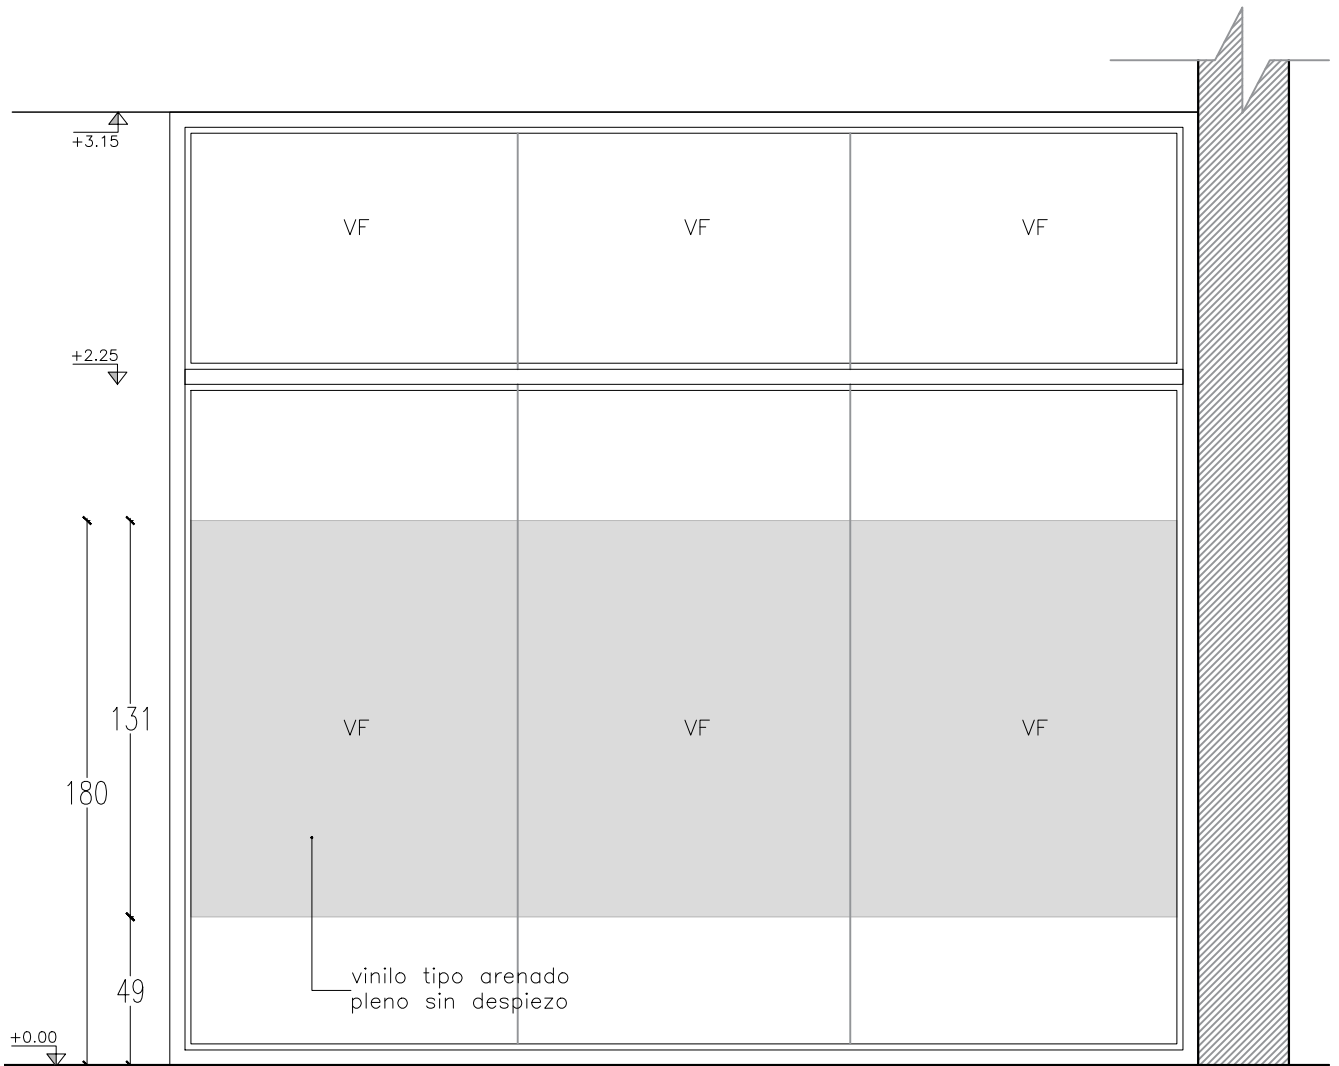 +3.15
VF VF VF
+2.25
131
VF VF VF
180
vinilo tipo arenado
pleno sin despiezo
49
+0.00